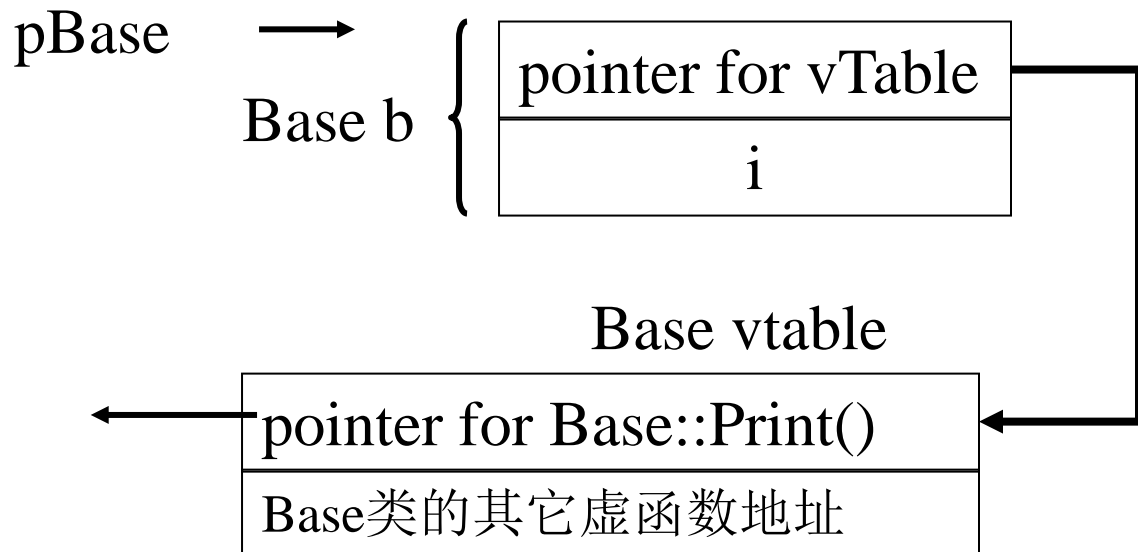 pBase
pointer for vTable
Base b
i
Base vtable
pointer for Base::Print()
Base类的其它虚函数地址